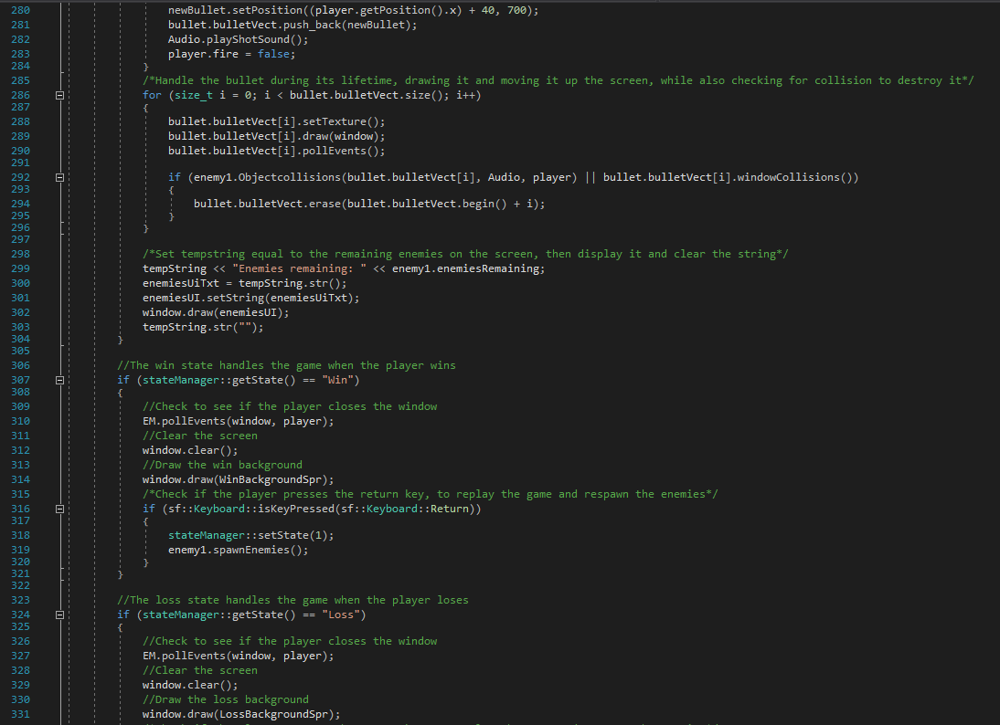 280 newBullet.setPosition((player.getPosition().x) + 40, 700);
281 bullet.bulletVect.push_back(newBullet);
282 Audio.playShotSound();
283 player.fire = false;
284 }
285 /*Handle the bullet during its lifetime, drawing it and moving it up the screen, while also checking for collision to destroy it*/
286 for (size_t i = 0; i < bullet.bulletVect.size(); i++)
287 {
288 bullet.bulletVect[i].setTexture();
289 bullet.bulletVect[i].draw(window);
290 bullet.bulletVect[i].pollEvents();
291
292 if (enemy1.Objectcollisions(bullet.bulletVect[i], Audio, player) || bullet.bulletVect[i].windowCollisions())
293 {
294 bullet.bulletVect.erase(bullet.bulletVect.begin() + i);
295 }
296 }
297
298 /*Set tempstring equal to the remaining enemies on the screen, then display it and clear the string*/
299 tempString << "Enemies remaining: " << enemy1.enemiesRemaining;
300 enemiesUiTxt = tempString.str();
301 enemiesUI.setString(enemiesUiTxt);
302 window.draw(enemiesUI);
303 tempString.str("");
304 }
305
306 //The win state handles the game when the player wins
307 if (stateManager::getState() == "Win")
308 {
309 //Check to see if the player closes the window
310 EM.pollEvents(window, player);
311 //Clear the screen
312 window.clear();
313 //Draw the win background
314 window.draw(WinBackgroundSpr);
315 /*Check if the player presses the return key, to replay the game and respawn the enemies*/
316 if (sf::Keyboard::isKeyPressed(sf::Keyboard::Return))
317 {
318 stateManager::setState(1);
319 enemy1.spawnEnemies();
320 }
321 }
322
323 //The loss state handles the game when the player loses
324 if (stateManager::getState() == "Loss")
325 {
326 //Check to see if the player closes the window
327 EM.pollEvents(window, player);
328 //Clear the screen
329 window.clear();
330 //Draw the loss background
331 window.draw(LossBackgroundSpr);